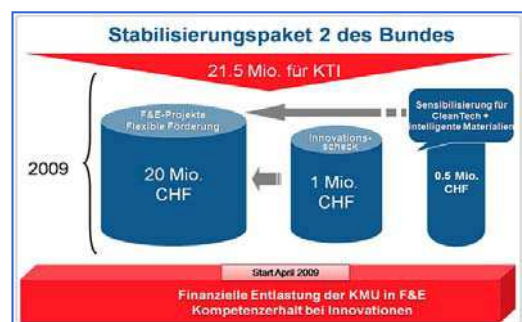 Stabilisierungspaket 2 des Bundes
21.5 Mio. für KTI
F&E-Projekte
Flexible Förderung
20 Mio.
CHF
Innovations-
scheck
1 Mio.
CHF
Sensibilisierung für
CleanTech +
Intelligente Materialien
0.5 Mio.
CHF
2009
Start April 2009
Finanzielle Entlastung der KMU in F&E
Kompetenzerhalt bei Innovationen